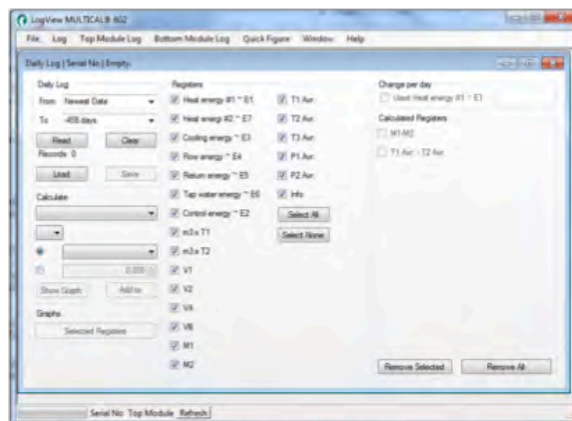 LogView MULTICAL® 602
File Log Top Module Log Bottom Module Log Quick Figure Window Help
Daily Log | Serial No | Empty.
Daily Log
From Newest Date
To -458 days
Read Clear
Records 0
Load Save
Calculate
0.000
Show Graph Add to
Graphs
Selected Registers
Registers
Heat energy #1 ~ E1
Heat energi #2 ~ E7
Cooling energy ~ E3
Flow energy ~ E4
Return energy ~ E5
Tap water energy ~ E6
Control energy ~ E2
m3 x T1
m3 x T2
V1
V2
VA
VB
M1
M2
T1 Avr.
T2 Avr.
T3 Avr.
P1 Avr.
P2 Avr.
Info
Select All
Select None
Change per day
Used Heat energy #1 ~ E1
Calculated Registers
M1-M2
T1 Avr. - T2 Avr.
Remove Selected Remove All
Serial No Top Module Refresh